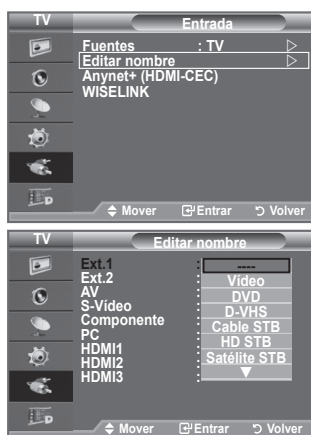 TV
Entrada
Fuentes : TV
Editar nombre
Anynet+ (HDMI-CEC)
WISELINK
Mover Entrar Volver
TV
Editar nombre
Ext.1 : ----
Ext.2 : Vídeo
AV : DVD
S-Vídeo : D-VHS
Componente : Cable STB
PC : HD STB
HDMI1 : Satélite STB
HDMI2 :
HDMI3 :
Mover Entrar Volver